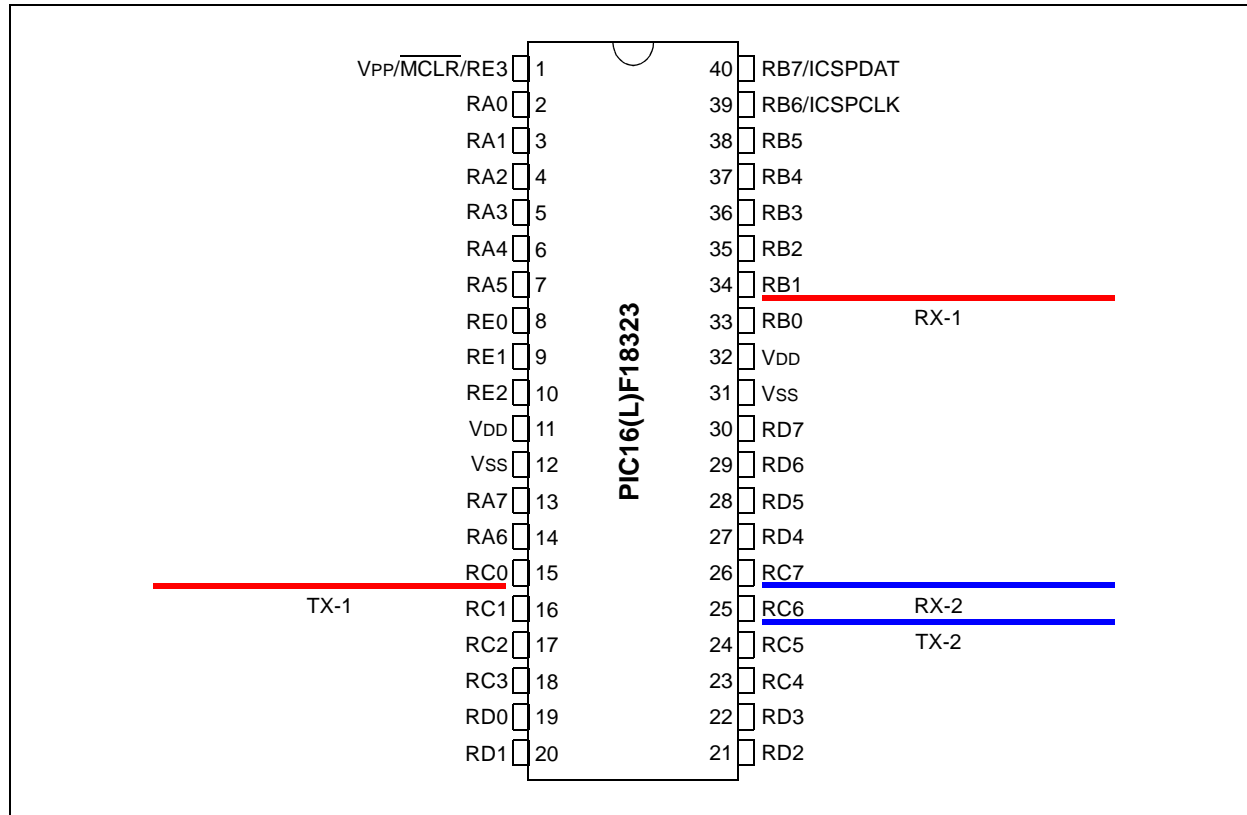 VPP/MCLR/RE3 1 40 RB7/ICSPDAT
RA0 2 39 RB6/ICSPCLK
RA1 3 38 RB5
RA2 4 37 RB4
RA3 5 36 RB3
RA4 6 35 RB2
RA5 7 34 RB1
RE0 8 33 RB0 RX-1
RE1 9 32 VDD
RE2 10 31 VSS
VDD 11 30 RD7
VSS 12 29 RD6
RA7 13 28 RD5
RA6 14 27 RD4
RC0 15 26 RC7
TX-1 RC1 16 25 RC6 RX-2
RC2 17 24 RC5 TX-2
RC3 18 23 RC4
RD0 19 22 RD3
RD1 20 21 RD2
PIC16(L)F18323